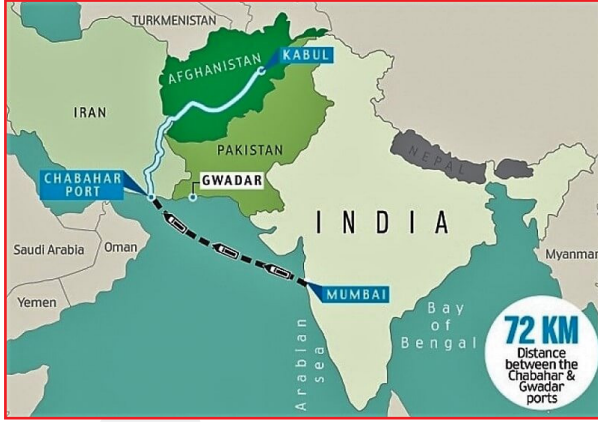 TURKMENISTAN
AFGHANISTAN
KABUL
IRAN
PAKISTAN
CHABAHAR
PORT
GWADAR
NEPAL
INDIA
Saudi Arabia
Oman
Myanmar
Yemen
MUMBAI
Arabian
sea
Bay
of
Bengal
72 KM
Distance
between the
Chabahar &
Gwadar
ports